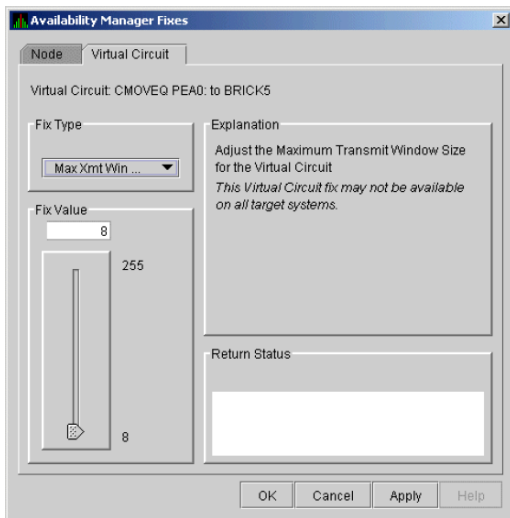 Availability Manager Fixes
Node
Virtual Circuit
Virtual Circuit: CMOVEQ PEA0: to BRICK5
Fix Type
Max Xmt Win ...
Explanation
Adjust the Maximum Transmit Window Size
for the Virtual Circuit
This Virtual Circuit fix may not be available
on all target systems.
Fix Value
8
255
8
Return Status
OK
Cancel
Apply
Help